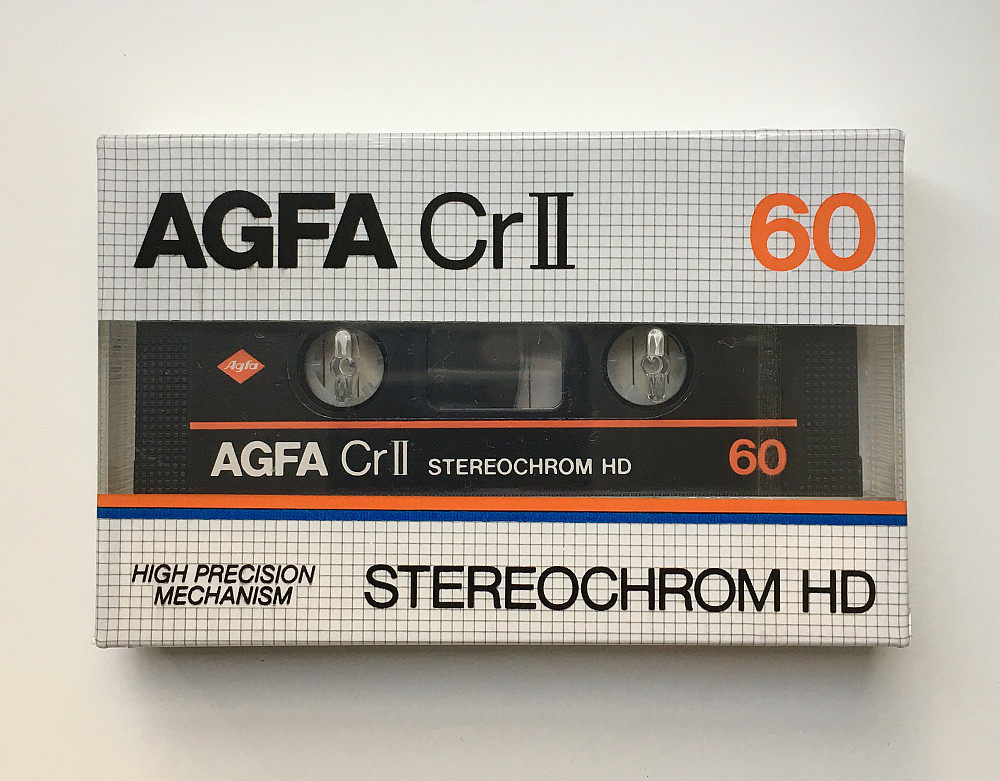 AGFA CrII 60
Agfa
AGFA CrII STEREOCHROM HD 60
HIGH PRECISION
MECHANISM
STEREOCHROM HD